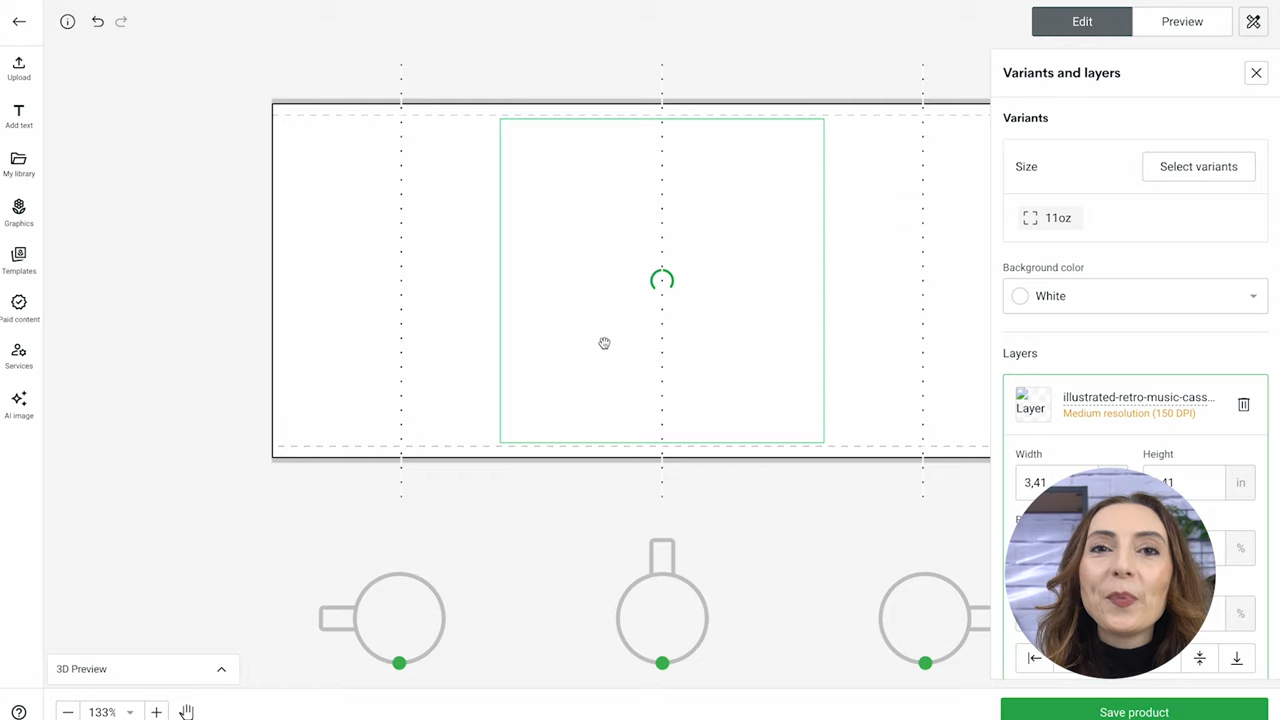 Edit
Preview
Upload
Add text
My library
Graphics
Templates
Paid content
Services
AI image
Variants and layers
Variants
Size
Select variants
11oz
Background color
White
Layers
Layer
illustrated-retro-music-cass...
Medium resolution (150 DPI)
Width
Height
3,41
41
in
%
%
3D Preview
133%
Save product